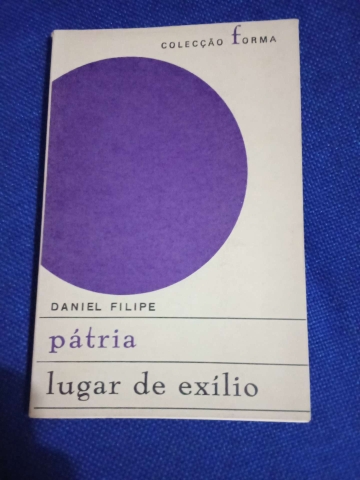 COLECÇÃO FORMA
DANIEL FILIPE
pátria
lugar de exílio